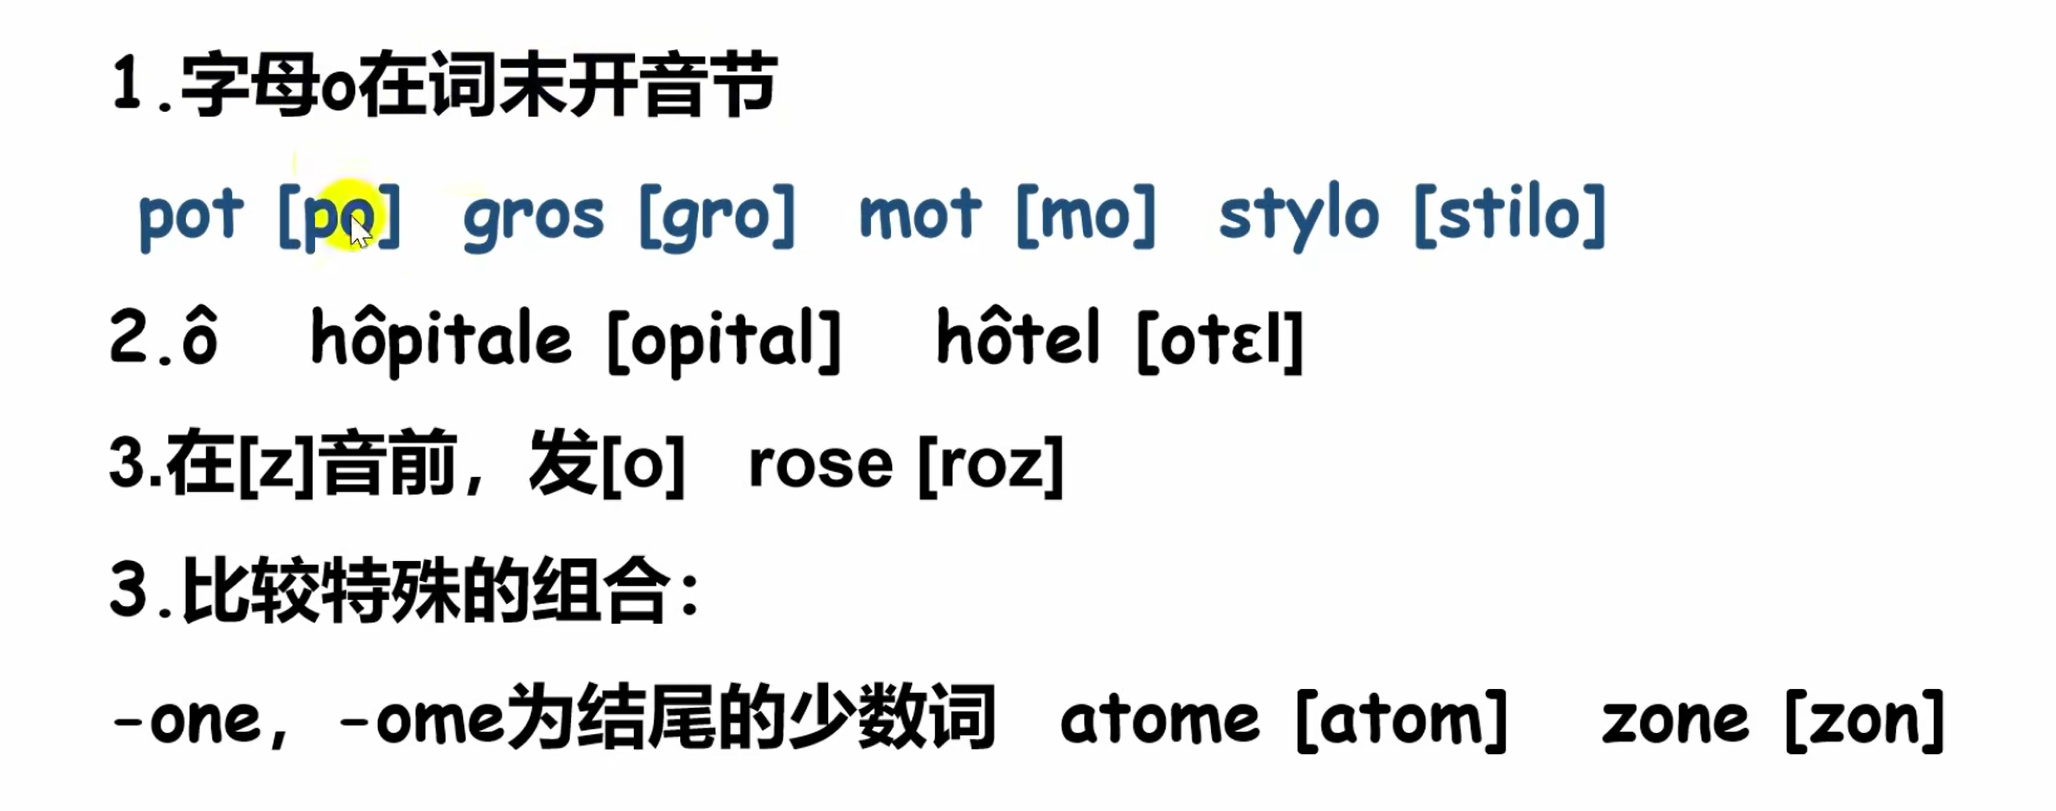 1.字母o在词末开音节
pot [po] gros [gro] mot [mo] stylo [stilo]
2.ô hôpitale [opital] hôtel [otɛl]
3.在[z]音前，发[o] rose [roz]
3.比较特殊的组合：
-one，-ome为结尾的少数词 atome [atom] zone [zon]